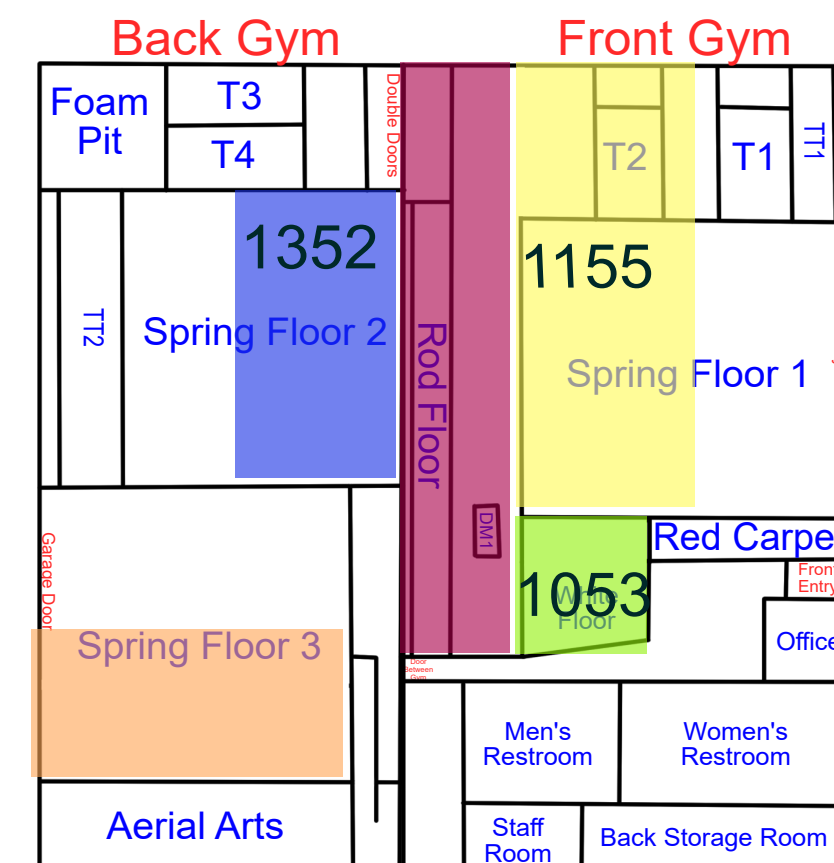 Back Gym
Front Gym
Foam
Pit
T3
T4
Double Doors
T2
T1
TT1
1352
1155
TT2
Spring Floor 2
Rod Floor
Spring Floor 1
DM1
Red Carpe
Garage Door
1053
White
Floor
Front
Entry
Spring Floor 3
Office
Door
Between
Gym
Men's
Restroom
Women's
Restroom
Aerial Arts
Staff
Room
Back Storage Room